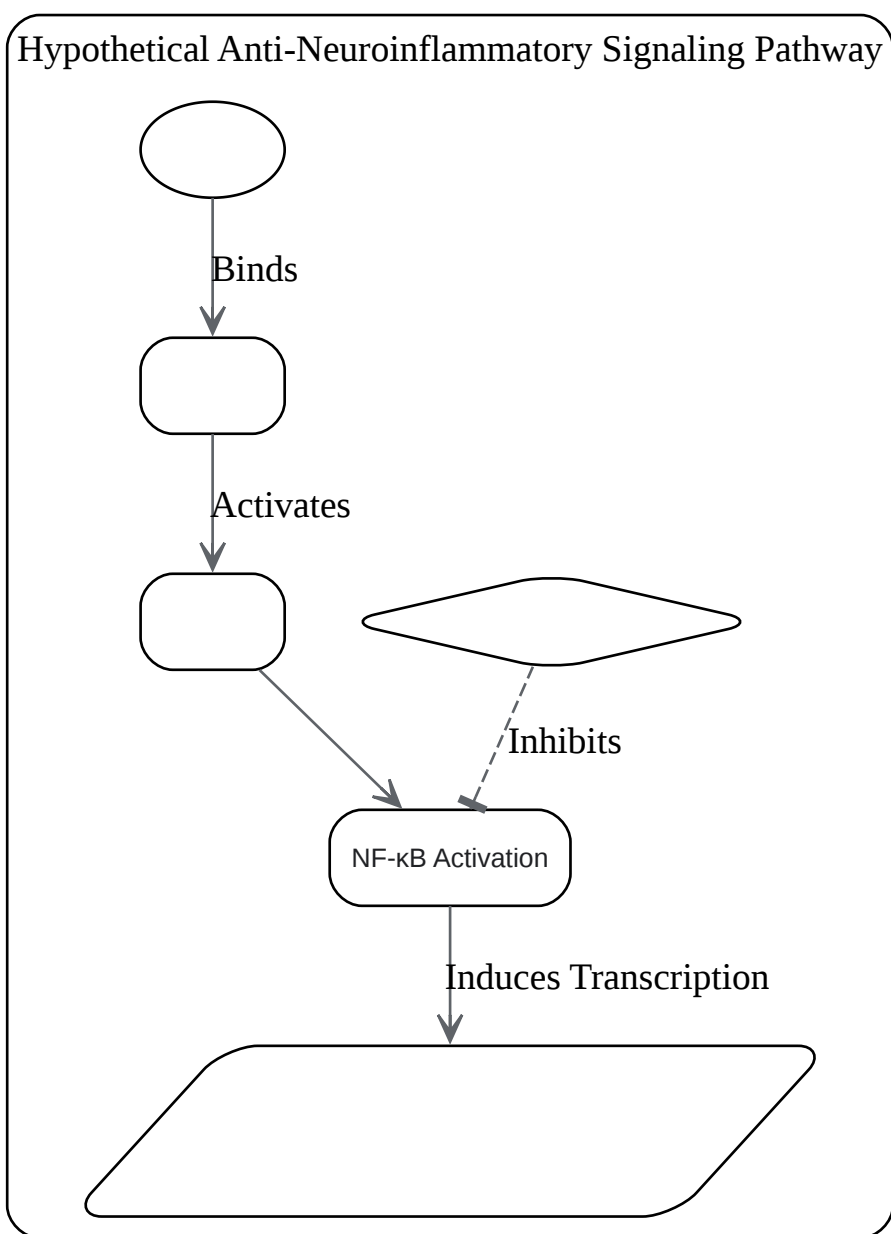 Hypothetical Anti-Neuroinflammatory Signaling Pathway
Binds
Activates
Inhibits
NF-κB Activation
Induces Transcription